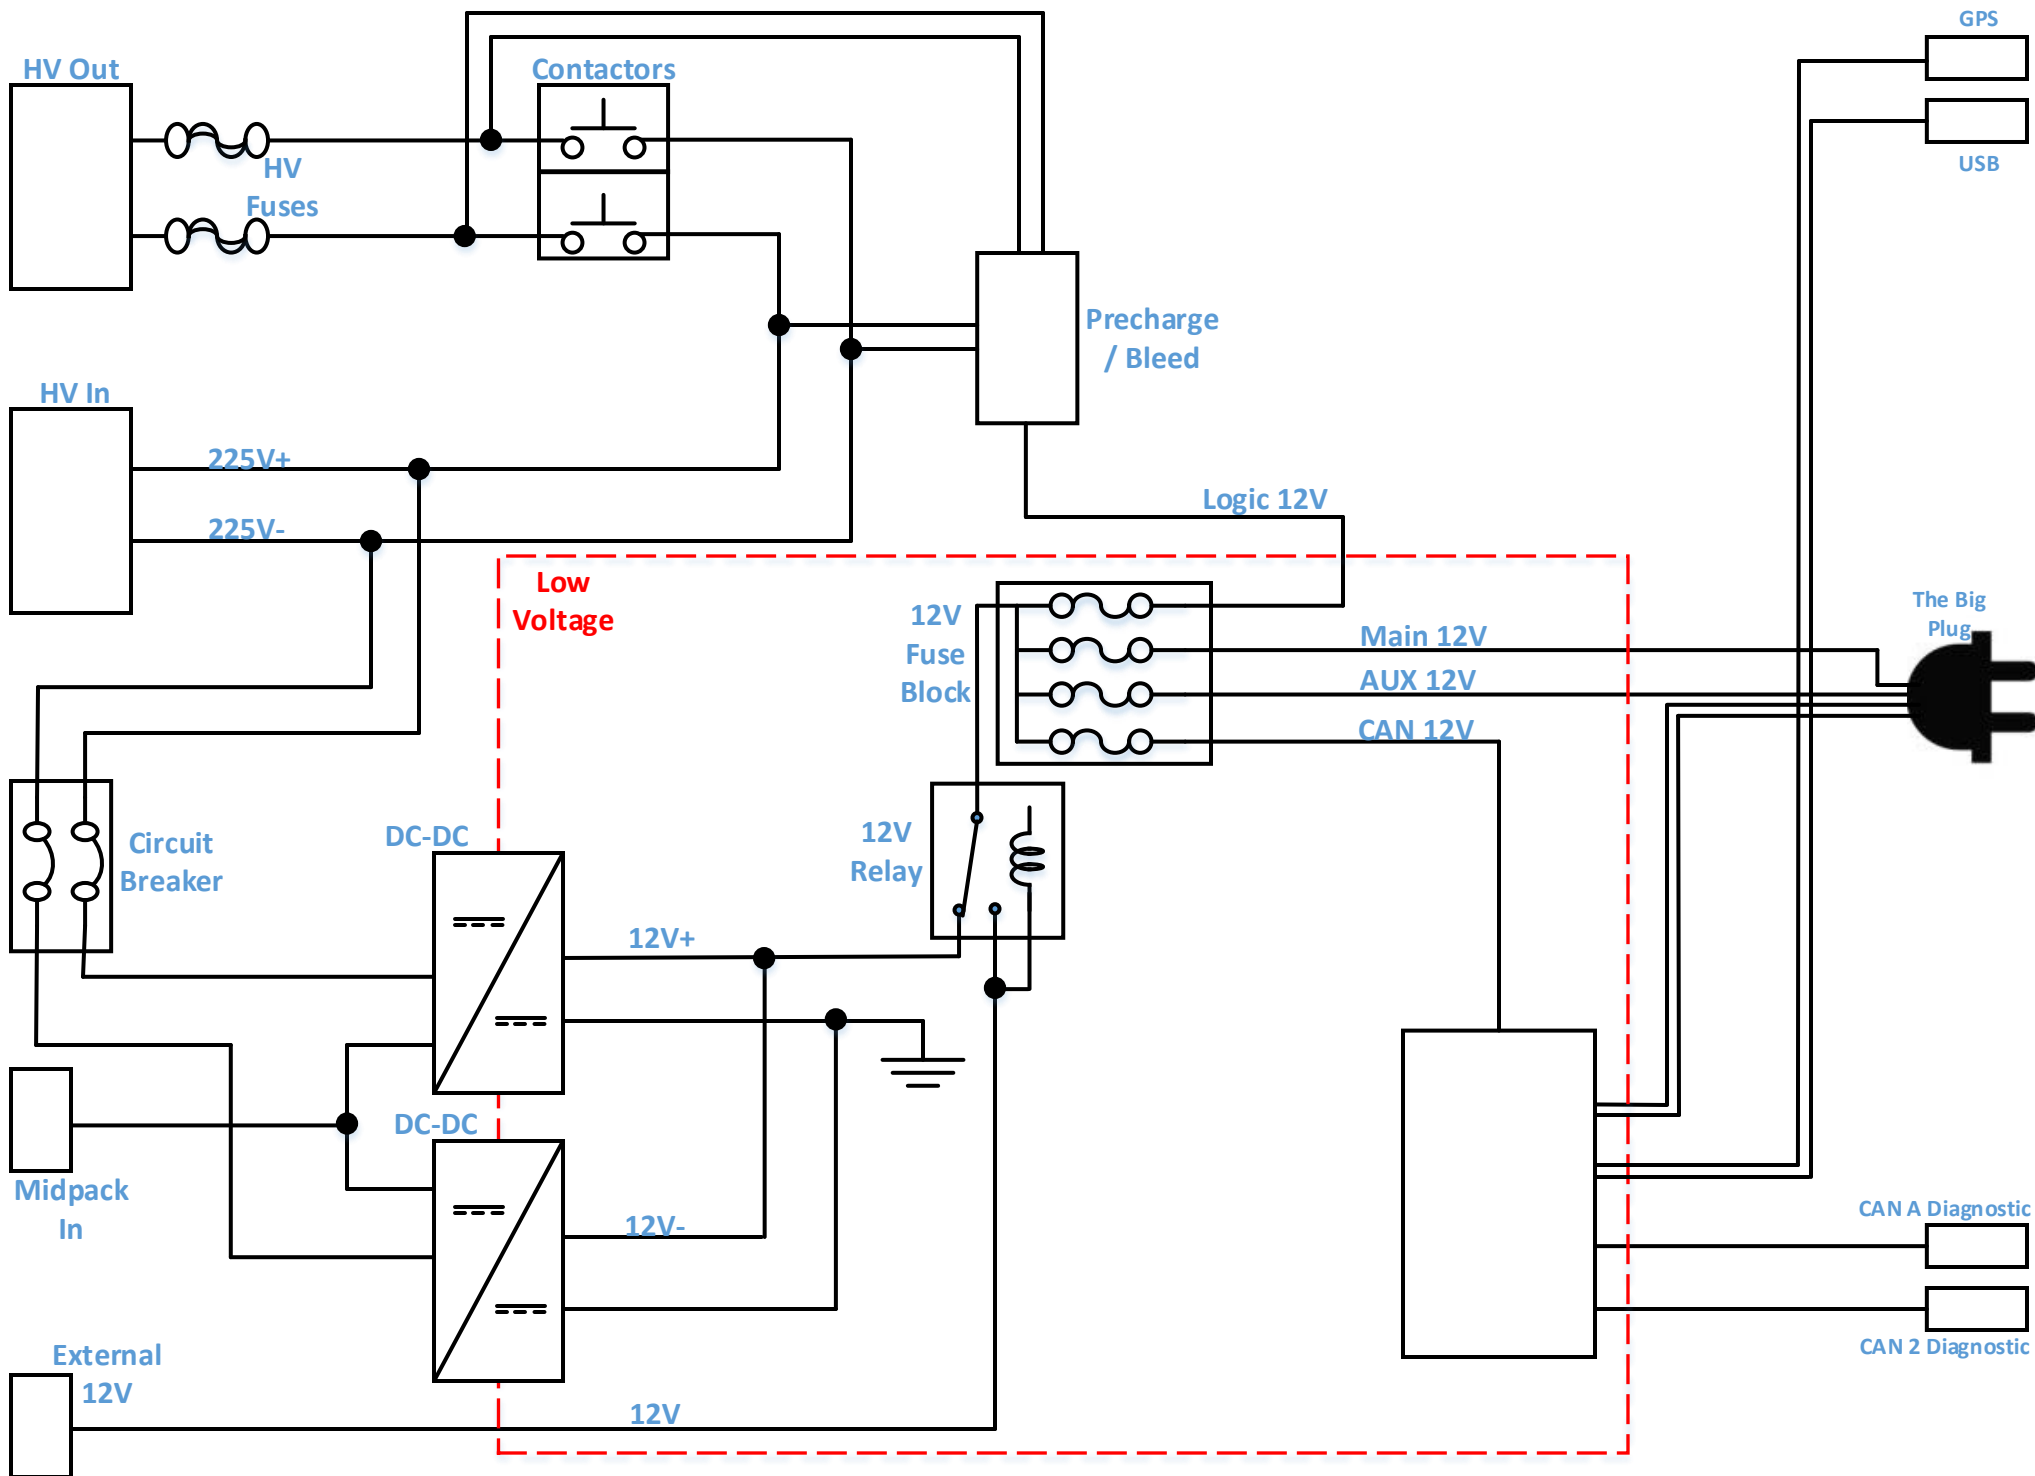 GPS
HV Out
Contactors
HV
Fuses
USB
Precharge
/ Bleed
HV In
225V+
225V-
Logic 12V
Low
Voltage
12V
Fuse
Block
Main 12V
AUX 12V
CAN 12V
The Big
Plug
Circuit
Breaker
DC-DC
12V
Relay
12V+
DC-DC
Midpack
In
12V-
CAN A Diagnostic
CAN 2 Diagnostic
External
12V
12V